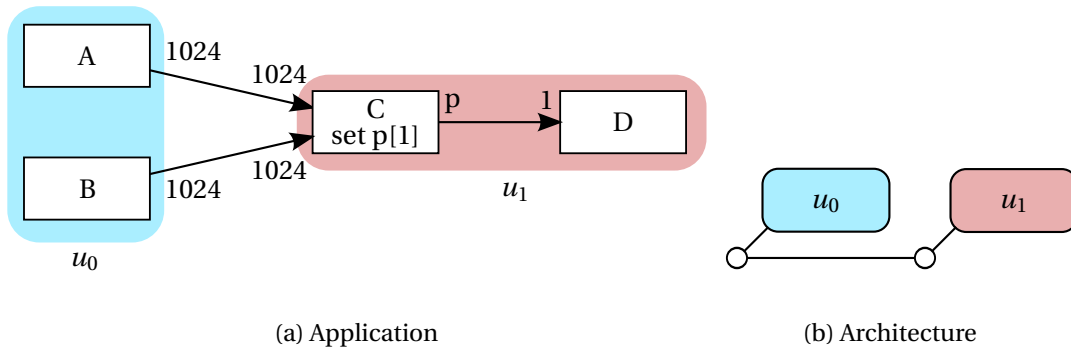 A
1024
1024
C
set p[1]
p
1
D
B
1024
1024
u₀
u₁
u₀
u₁
(a) Application
(b) Architecture